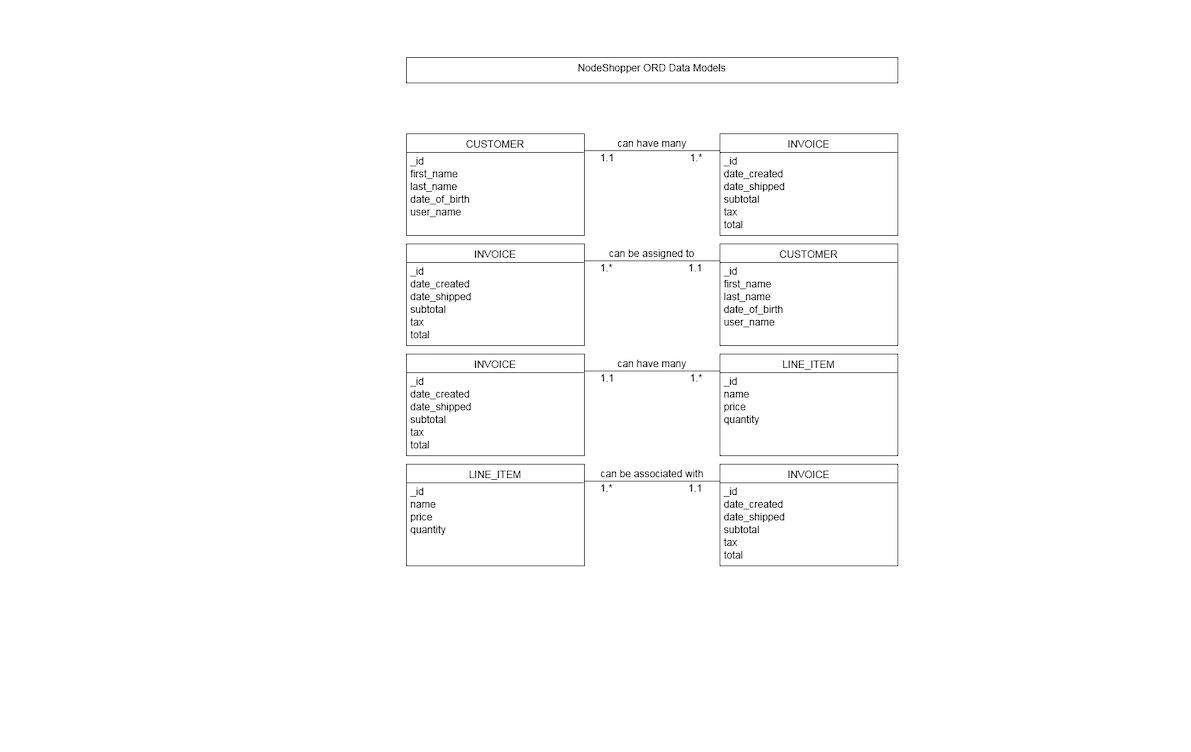 NodeShopper ORD Data Models
CUSTOMER
_id
first_name
last_name
date_of_birth
user_name
can have many
1.1 1.*
INVOICE
_id
date_created
date_shipped
subtotal
tax
total
INVOICE
_id
date_created
date_shipped
subtotal
tax
total
can be assigned to
1.* 1.1
CUSTOMER
_id
first_name
last_name
date_of_birth
user_name
INVOICE
_id
date_created
date_shipped
subtotal
tax
total
can have many
1.1 1.*
LINE_ITEM
_id
name
price
quantity
LINE_ITEM
_id
name
price
quantity
can be associated with
1.* 1.1
INVOICE
_id
date_created
date_shipped
subtotal
tax
total